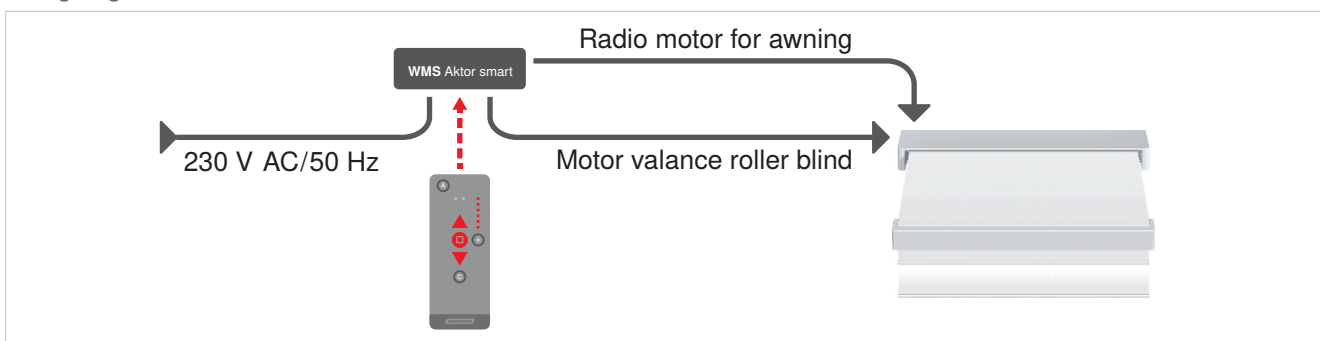 Radio motor for awning
WMS Aktor smart
230 V AC/50 Hz
Motor valance roller blind
A
+
C